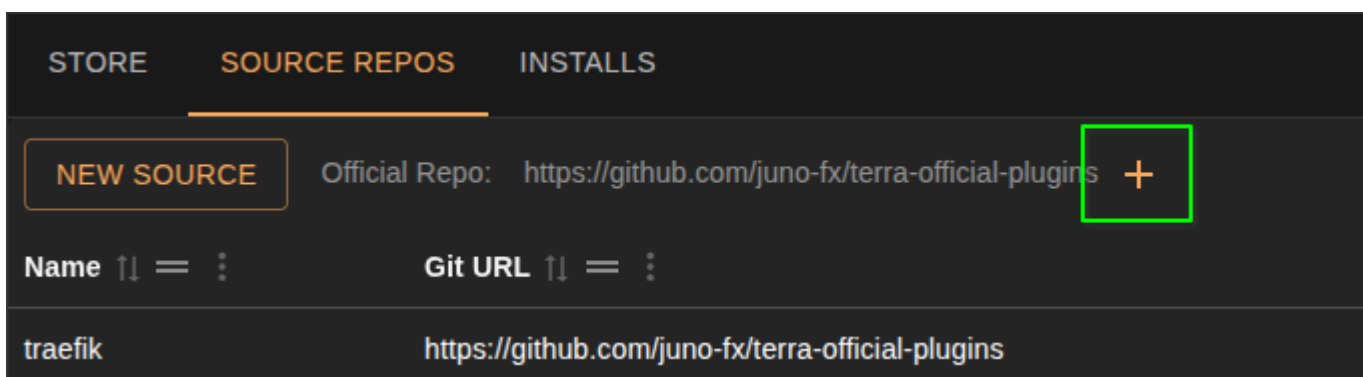 STORE SOURCE REPOS INSTALLS
NEW SOURCE Official Repo: https://github.com/juno-fx/terra-official-plugins +
Name Git URL
traefik https://github.com/juno-fx/terra-official-plugins